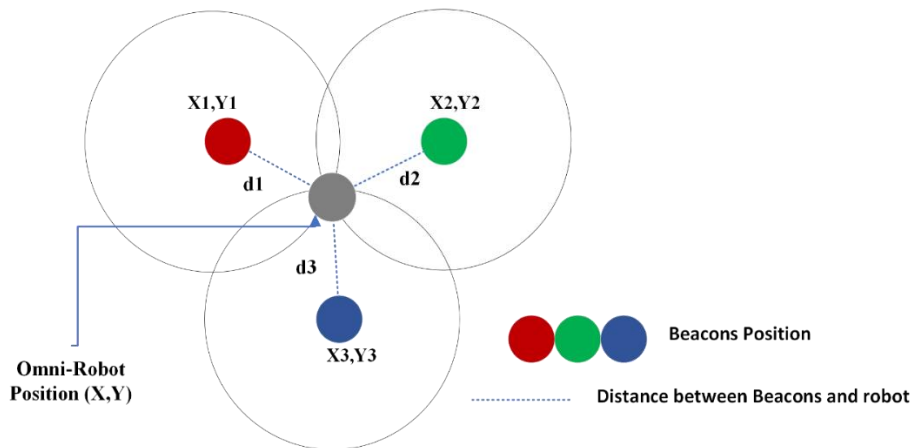 X1,Y1
X2,Y2
d1
d2
d3
X3,Y3
Omni-Robot
Position (X,Y)
Beacons Position
Distance between Beacons and robot